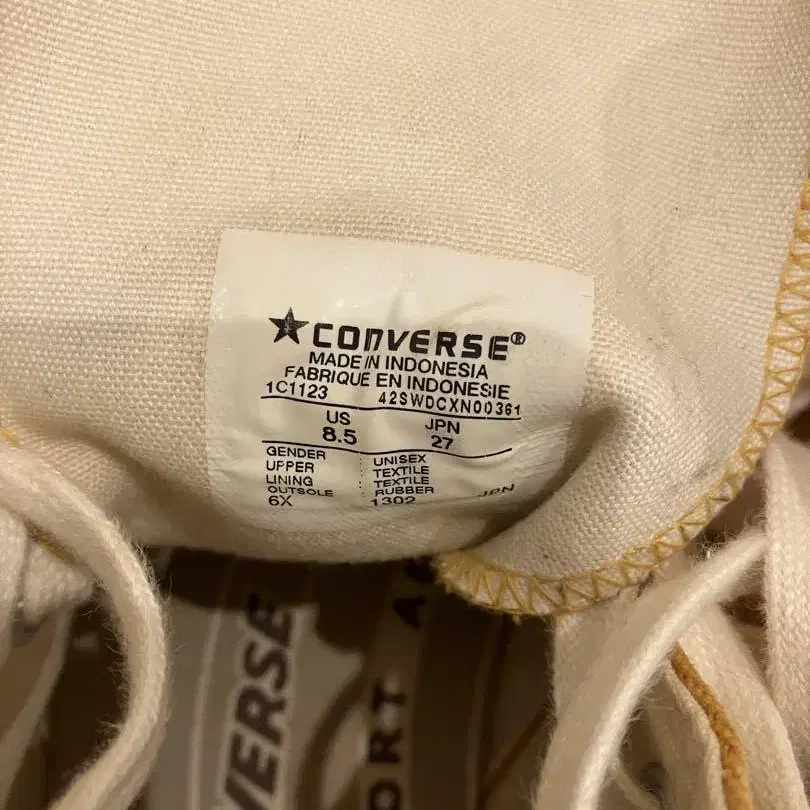 ★CONVERSE®
MADE IN INDONESIA
FABRIQUE EN INDONESIE
1C1123 42SWDCXN00361
US JPN
8.5 27
GENDER UNISEX
UPPER TEXTILE
LINING TEXTILE
OUTSOLE RUBBER
6X 1302 JPN
VERSE
ORT A